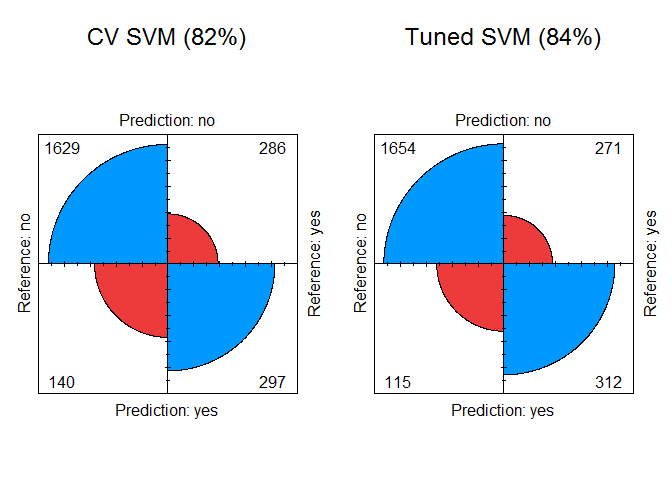 CV SVM (82%)
Prediction: no
1629
286
Reference: no
Reference: yes
140
297
Prediction: yes
Tuned SVM (84%)
Prediction: no
1654
271
Reference: no
Reference: yes
115
312
Prediction: yes